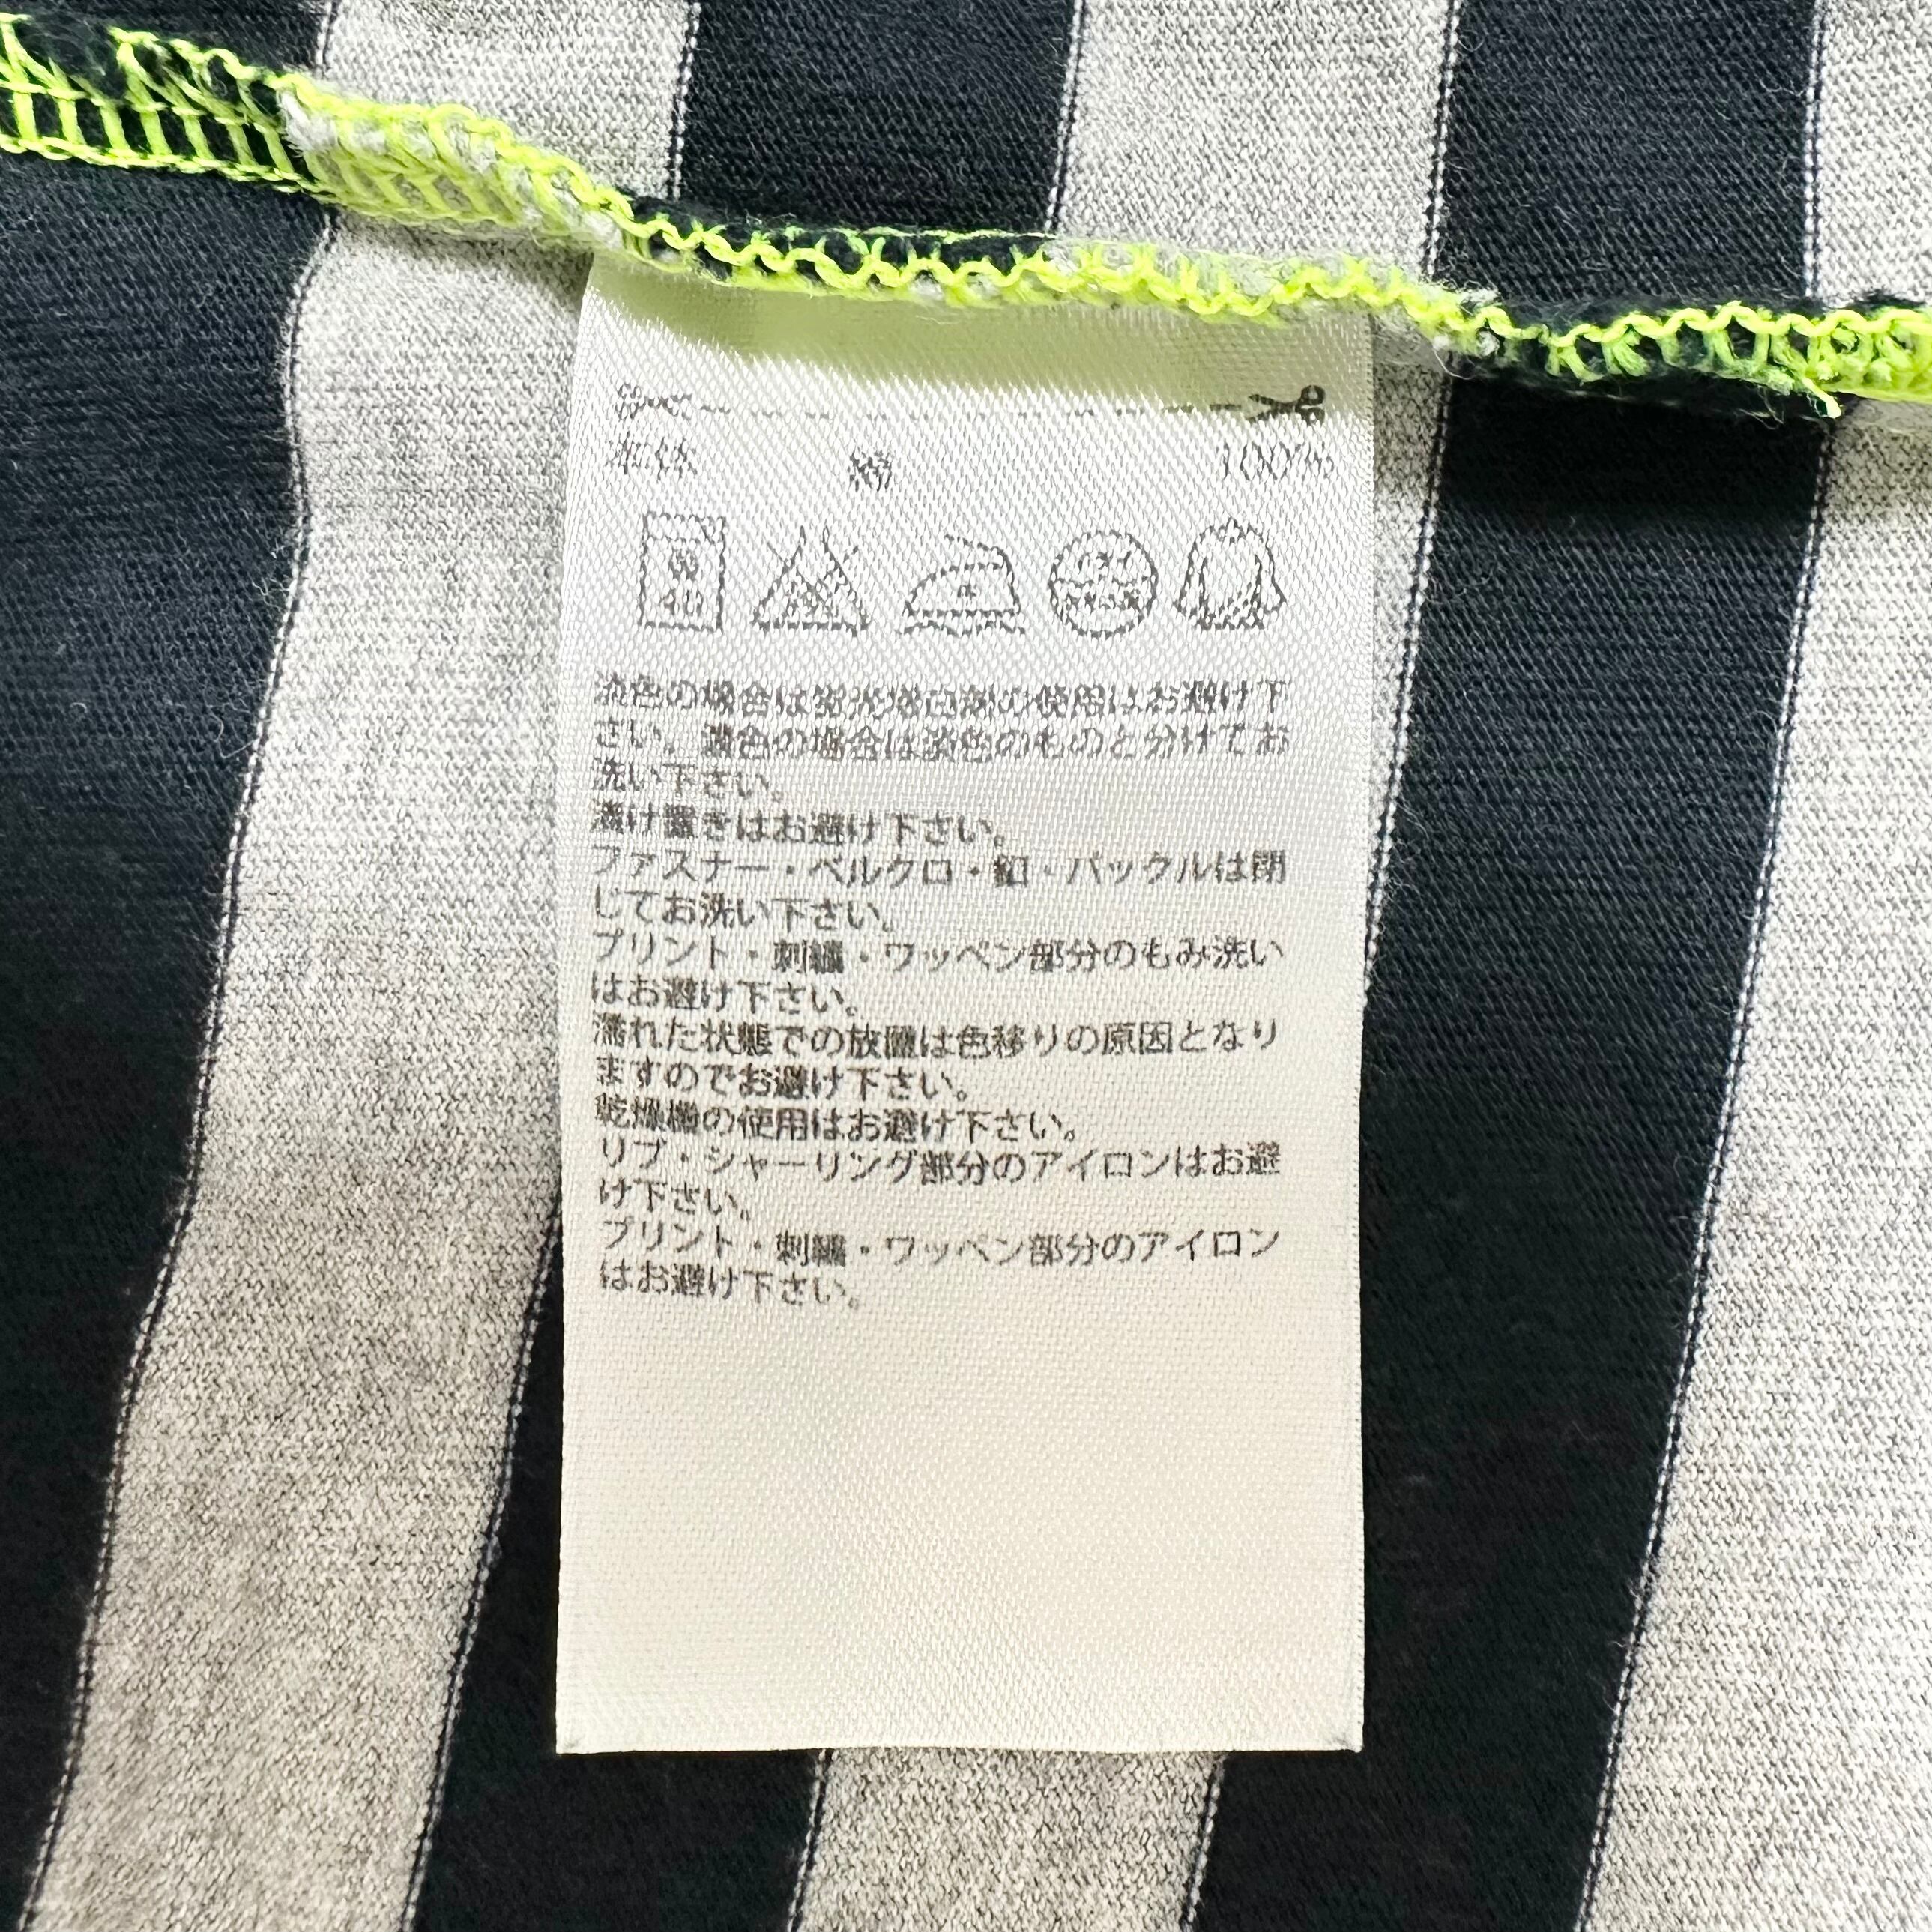 本体 綿 100%
40
淡色の場合は蛍光増白剤の使用はお避け下
さい。濃色の場合は淡色のものと分けてお
洗い下さい。
漬け置きはお避け下さい。
ファスナー・ベルクロ・釦・バックルは閉
じてお洗い下さい。
プリント・刺繍・ワッペン部分のもみ洗い
はお避け下さい。
濡れた状態での放置は色移りの原因となり
ますのでお避け下さい。
乾燥機の使用はお避け下さい。
リブ・シャーリング部分のアイロンはお避
け下さい。
プリント・刺繍・ワッペン部分のアイロン
はお避け下さい。